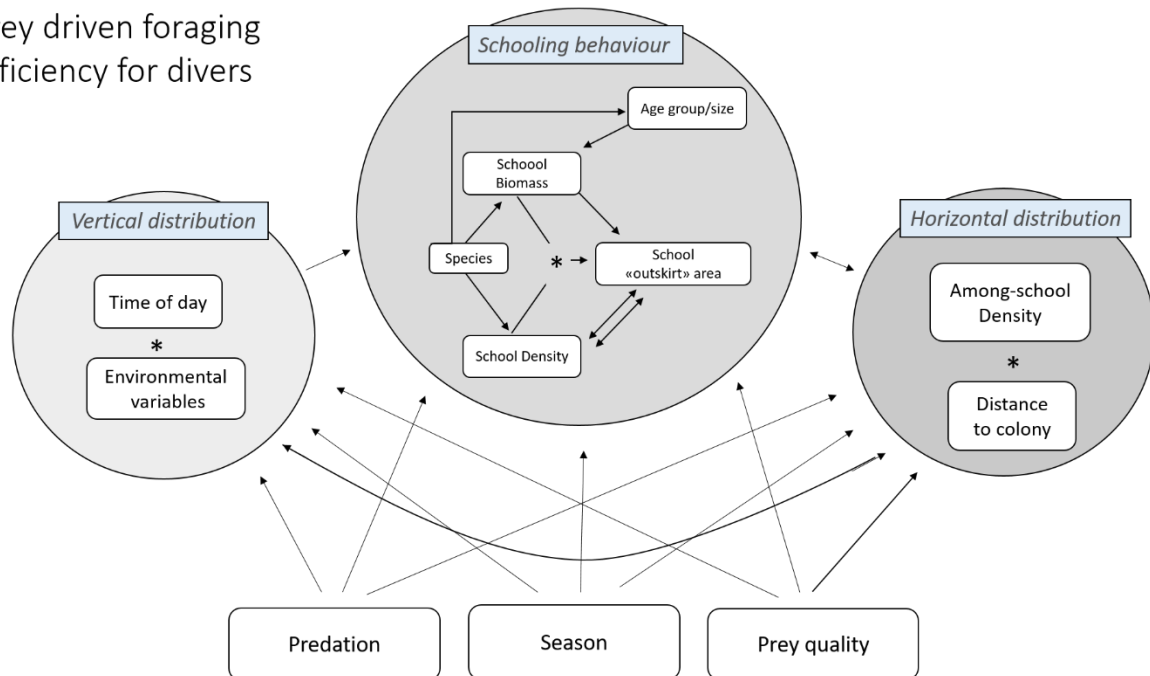 ey driven foraging
ficiency for divers
Schooling behaviour
Age group/size
Schoool
Biomass
Species
*
School
«outskirt» area
School Density
Vertical distribution
Time of day
*
Environmental
variables
Horizontal distribution
Among-school
Density
*
Distance
to colony
Predation
Season
Prey quality